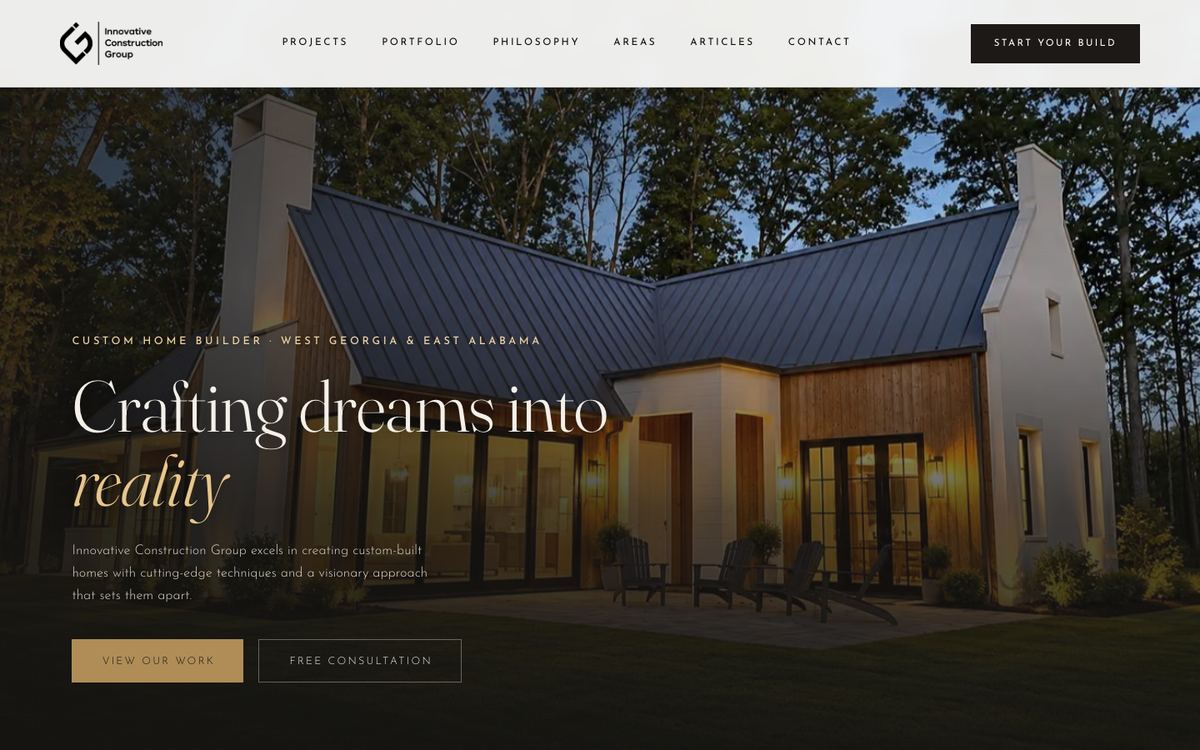 Innovative
Construction
Group
PROJECTS PORTFOLIO PHILOSOPHY AREAS ARTICLES CONTACT
START YOUR BUILD
CUSTOM HOME BUILDER · WEST GEORGIA & EAST ALABAMA
Crafting dreams into
reality
Innovative Construction Group excels in creating custom-built
homes with cutting-edge techniques and a visionary approach
that sets them apart.
VIEW OUR WORK FREE CONSULTATION